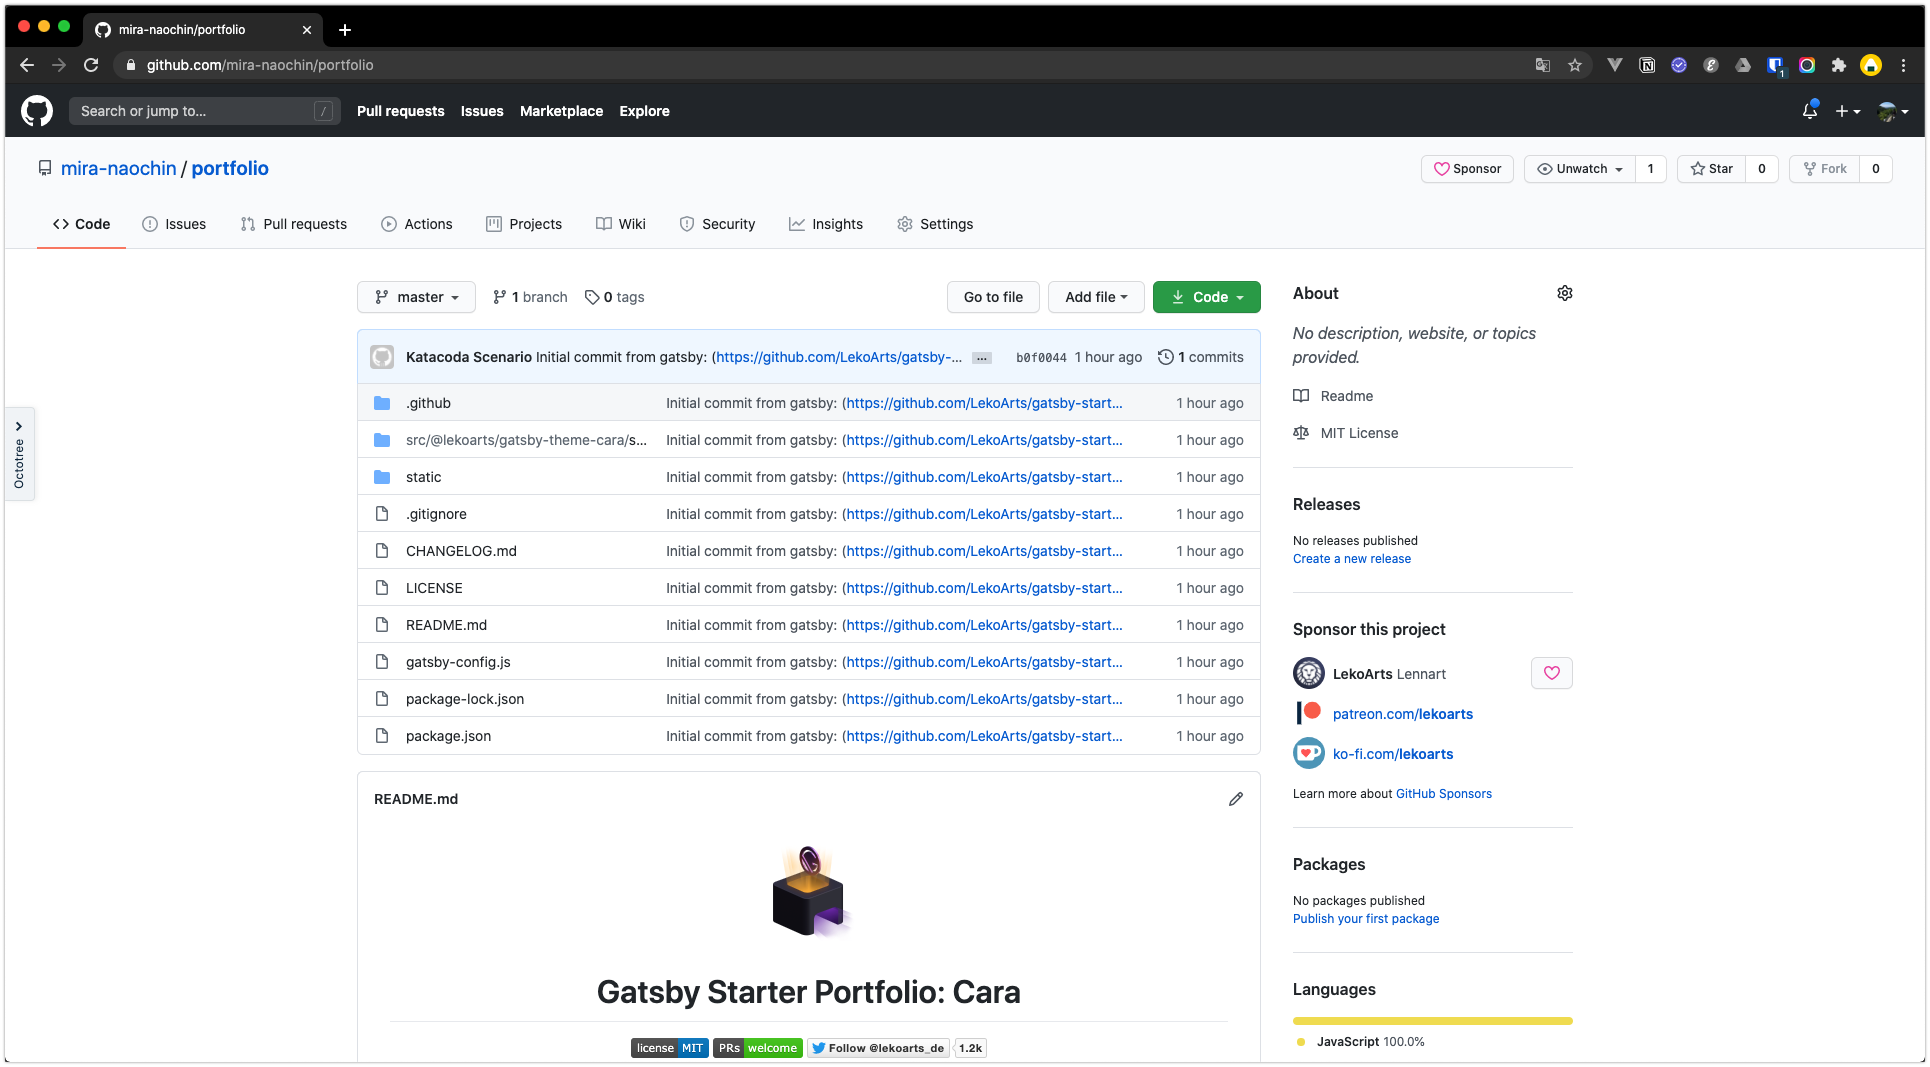 mira-naochin/portfolio
github.com/mira-naochin/portfolio
1
Search or jump to... /
Pull requests Issues Marketplace Explore
mira-naochin / portfolio
Sponsor Unwatch 1 Star 0 Fork 0
Code Issues Pull requests Actions Projects Wiki Security Insights Settings
master 1 branch 0 tags Go to file Add file Code
Katacoda Scenario Initial commit from gatsby: (https://github.com/LekoArts/gatsby-... ... b0f0044 1 hour ago 1 commits
.github Initial commit from gatsby: (https://github.com/LekoArts/gatsby-start... 1 hour ago
src/@lekoarts/gatsby-theme-cara/s... Initial commit from gatsby: (https://github.com/LekoArts/gatsby-start... 1 hour ago
static Initial commit from gatsby: (https://github.com/LekoArts/gatsby-start... 1 hour ago
.gitignore Initial commit from gatsby: (https://github.com/LekoArts/gatsby-start... 1 hour ago
CHANGELOG.md Initial commit from gatsby: (https://github.com/LekoArts/gatsby-start... 1 hour ago
LICENSE Initial commit from gatsby: (https://github.com/LekoArts/gatsby-start... 1 hour ago
README.md Initial commit from gatsby: (https://github.com/LekoArts/gatsby-start... 1 hour ago
gatsby-config.js Initial commit from gatsby: (https://github.com/LekoArts/gatsby-start... 1 hour ago
package-lock.json Initial commit from gatsby: (https://github.com/LekoArts/gatsby-start... 1 hour ago
package.json Initial commit from gatsby: (https://github.com/LekoArts/gatsby-start... 1 hour ago
Octotree
README.md
Gatsby Starter Portfolio: Cara
license MIT PRs welcome Follow @lekoarts_de 1.2k
About
No description, website, or topics
provided.
Readme
MIT License
Releases
No releases published
Create a new release
Sponsor this project
LekoArts Lennart
patreon.com/lekoarts
ko-fi.com/lekoarts
Learn more about GitHub Sponsors
Packages
No packages published
Publish your first package
Languages
JavaScript 100.0%